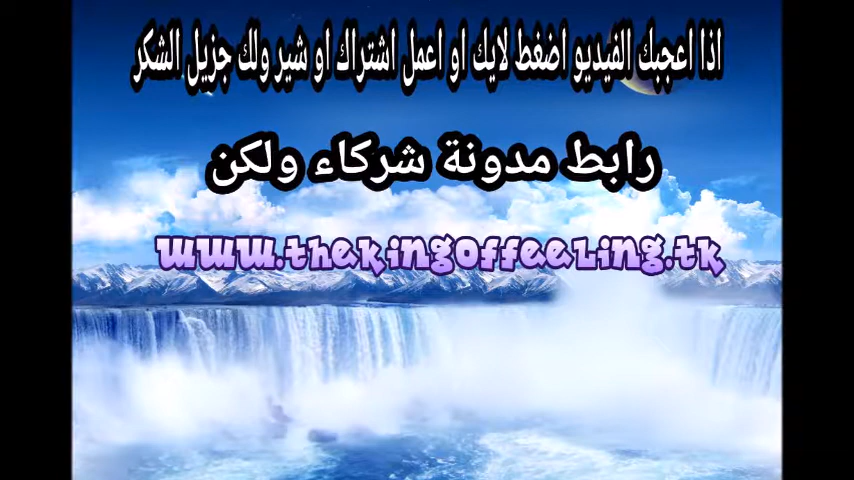 اذا اعجبك الفيديو اضغط لايك او اعمل اشتراك او شير ولك جزيل الشكر
رابط مدونة شركاء ولكن
www.thekingoffeezing.tk